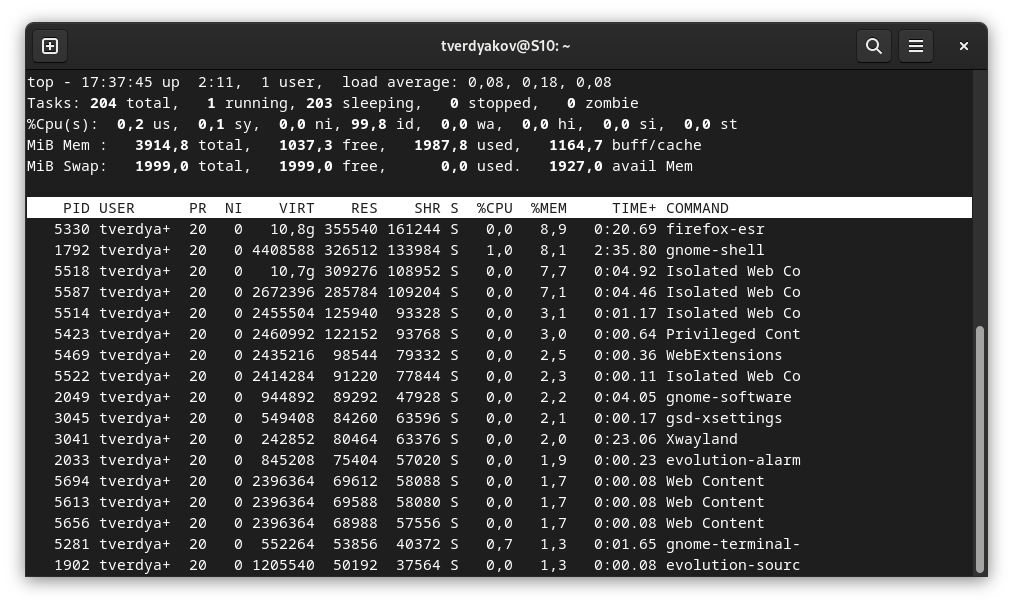 tverdyakov@S10: ~
top - 17:37:45 up  2:11,  1 user,  load average: 0,08, 0,18, 0,08
Tasks: 204 total,   1 running, 203 sleeping,   0 stopped,   0 zombie
%Cpu(s):  0,2 us,  0,1 sy,  0,0 ni, 99,8 id,  0,0 wa,  0,0 hi,  0,0 si,  0,0 st
MiB Mem :   3914,8 total,   1037,3 free,   1987,8 used,   1164,7 buff/cache
MiB Swap:   1999,0 total,   1999,0 free,      0,0 used.   1927,0 avail Mem
    PID USER      PR  NI    VIRT    RES    SHR S  %CPU  %MEM     TIME+ COMMAND
   5330 tverdya+  20   0   10,8g 355540 161244 S   0,0   8,9   0:20.69 firefox-esr
   1792 tverdya+  20   0 4408588 326512 133984 S   1,0   8,1   2:35.80 gnome-shell
   5518 tverdya+  20   0   10,7g 309276 108952 S   0,0   7,7   0:04.92 Isolated Web Co
   5587 tverdya+  20   0 2672396 285784 109204 S   0,0   7,1   0:04.46 Isolated Web Co
   5514 tverdya+  20   0 2455504 125940  93328 S   0,0   3,1   0:01.17 Isolated Web Co
   5423 tverdya+  20   0 2460992 122152  93768 S   0,0   3,0   0:00.64 Privileged Cont
   5469 tverdya+  20   0 2435216  98544  79332 S   0,0   2,5   0:00.36 WebExtensions
   5522 tverdya+  20   0 2414284  91220  77844 S   0,0   2,3   0:00.11 Isolated Web Co
   2049 tverdya+  20   0  944892  89292  47928 S   0,0   2,2   0:04.05 gnome-software
   3045 tverdya+  20   0  549408  84260  63596 S   0,0   2,1   0:00.17 gsd-xsettings
   3041 tverdya+  20   0  242852  80464  63376 S   0,0   2,0   0:23.06 Xwayland
   2033 tverdya+  20   0  845208  75404  57020 S   0,0   1,9   0:00.23 evolution-alarm
   5694 tverdya+  20   0 2396364  69612  58088 S   0,0   1,7   0:00.08 Web Content
   5613 tverdya+  20   0 2396364  69588  58080 S   0,0   1,7   0:00.08 Web Content
   5656 tverdya+  20   0 2396364  68988  57556 S   0,0   1,7   0:00.08 Web Content
   5281 tverdya+  20   0  552264  53856  40372 S   0,7   1,3   0:01.65 gnome-terminal-
   1902 tverdya+  20   0 1205540  50192  37564 S   0,0   1,3   0:00.08 evolution-sourc